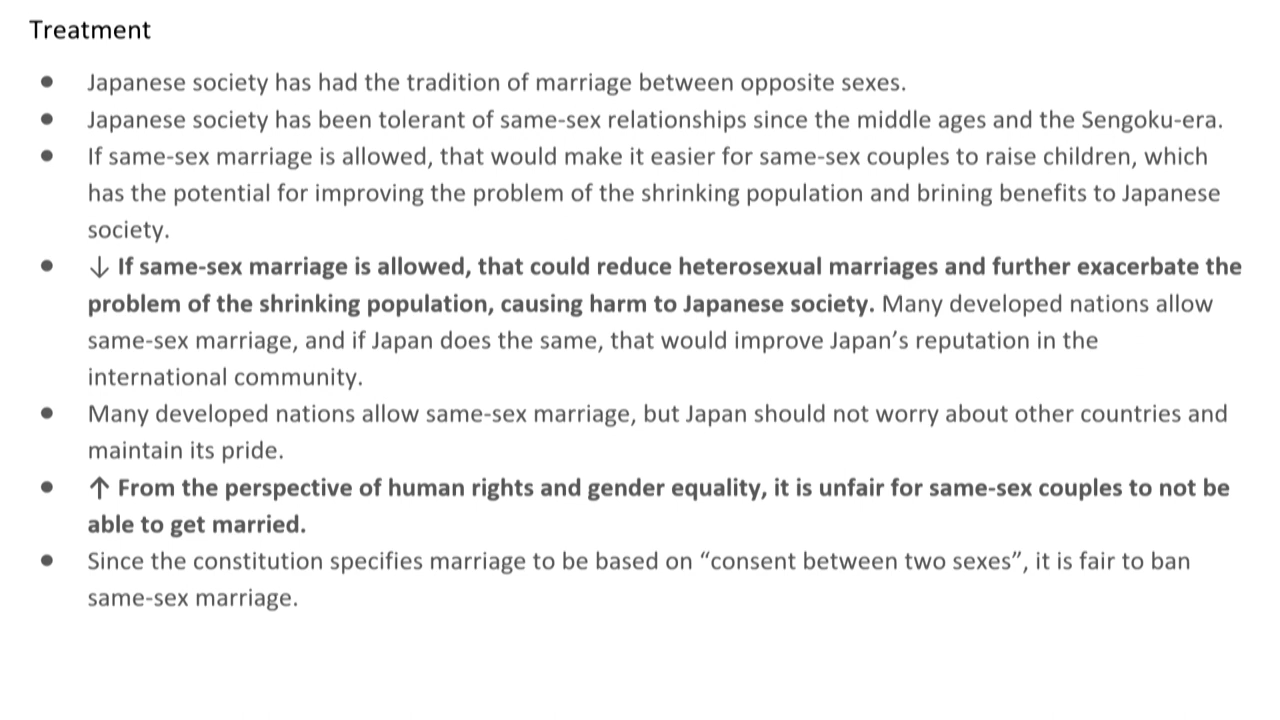 Treatment
● Japanese society has had the tradition of marriage between opposite sexes.
● Japanese society has been tolerant of same-sex relationships since the middle ages and the Sengoku-era.
● If same-sex marriage is allowed, that would make it easier for same-sex couples to raise children, which
has the potential for improving the problem of the shrinking population and brining benefits to Japanese
society.
● ↓ If same-sex marriage is allowed, that could reduce heterosexual marriages and further exacerbate the
problem of the shrinking population, causing harm to Japanese society. Many developed nations allow
same-sex marriage, and if Japan does the same, that would improve Japan’s reputation in the
international community.
● Many developed nations allow same-sex marriage, but Japan should not worry about other countries and
maintain its pride.
● ↑ From the perspective of human rights and gender equality, it is unfair for same-sex couples to not be
able to get married.
● Since the constitution specifies marriage to be based on “consent between two sexes”, it is fair to ban
same-sex marriage.